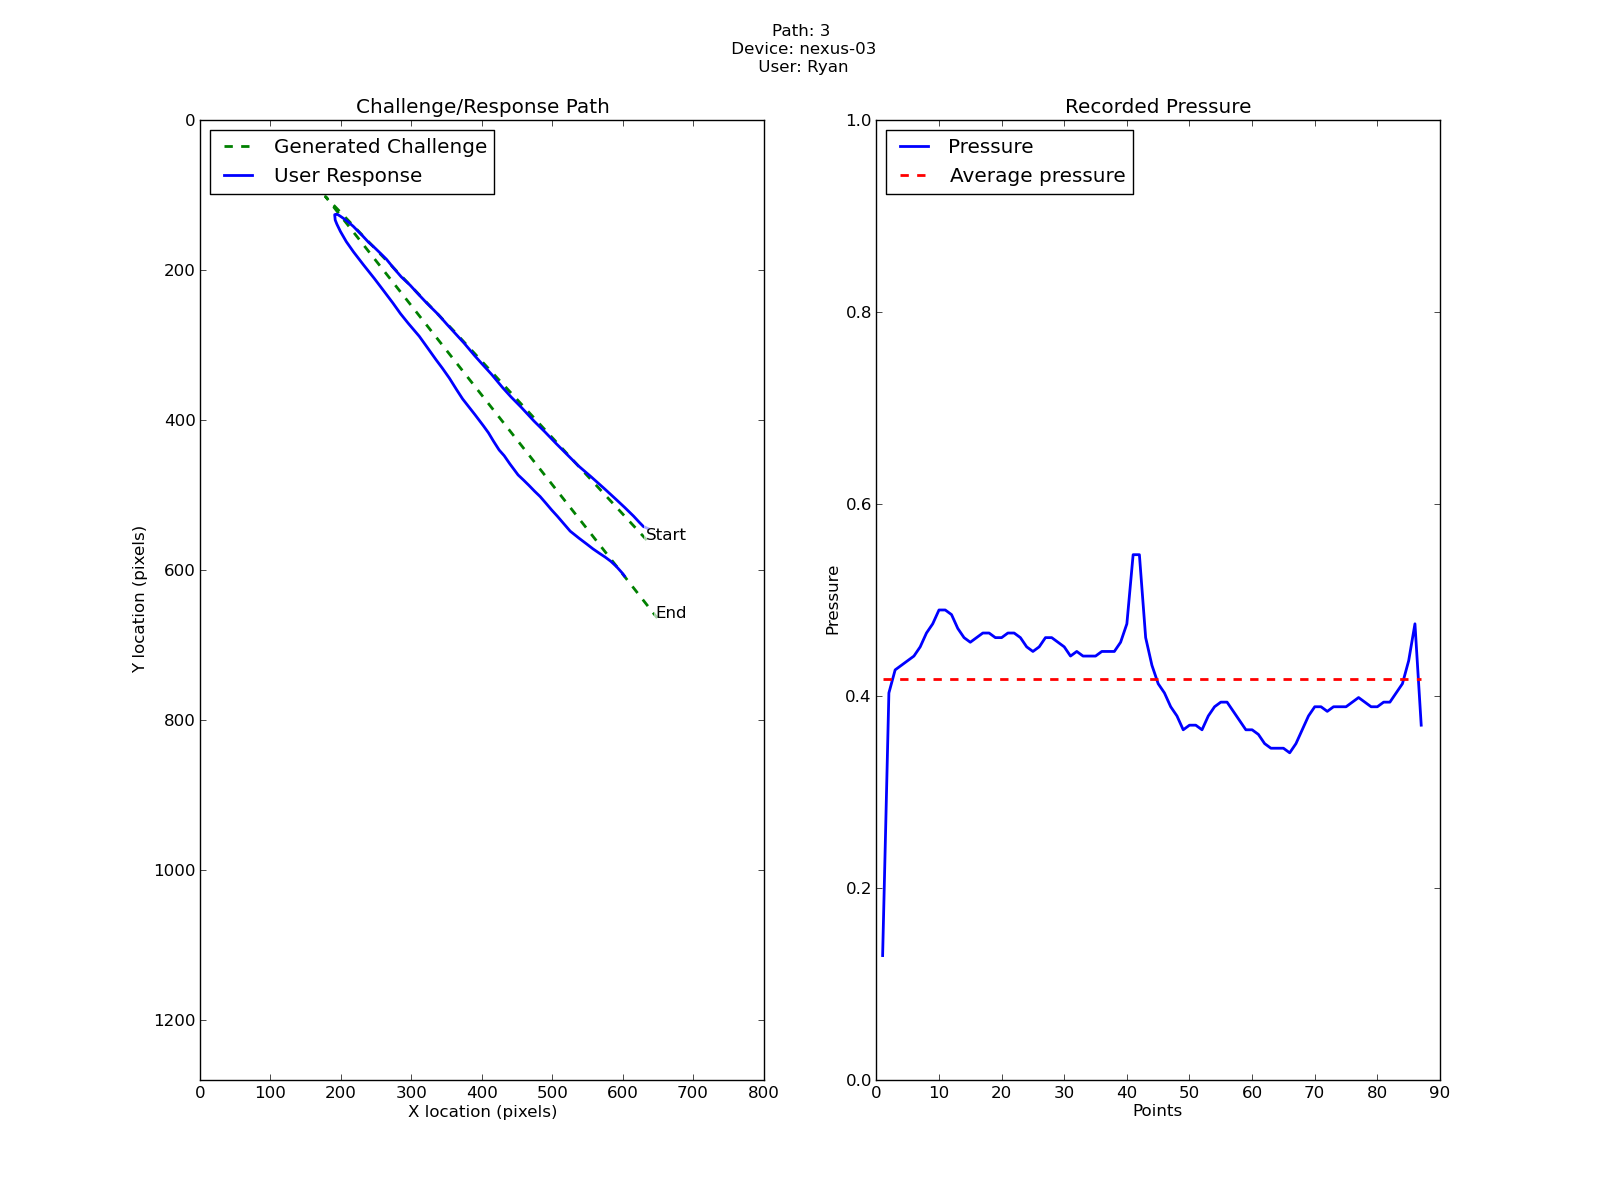 Path: 3
Device: nexus-03
User: Ryan
Challenge/Response Path
Generated Challenge
User Response
Start
End
0
200
400
600
800
1000
1200
Y location (pixels)
0 100 200 300 400 500 600 700 800
X location (pixels)
Recorded Pressure
Pressure
Average pressure
1.0
0.8
0.6
0.4
0.2
0.0
Pressure
0 10 20 30 40 50 60 70 80 90
Points